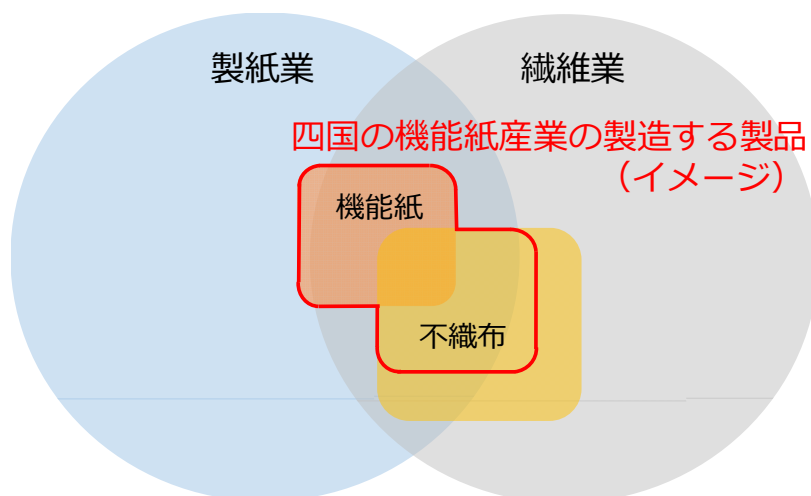 製紙業
繊維業
四国の機能紙産業の製造する製品
（イメージ）
機能紙
不織布